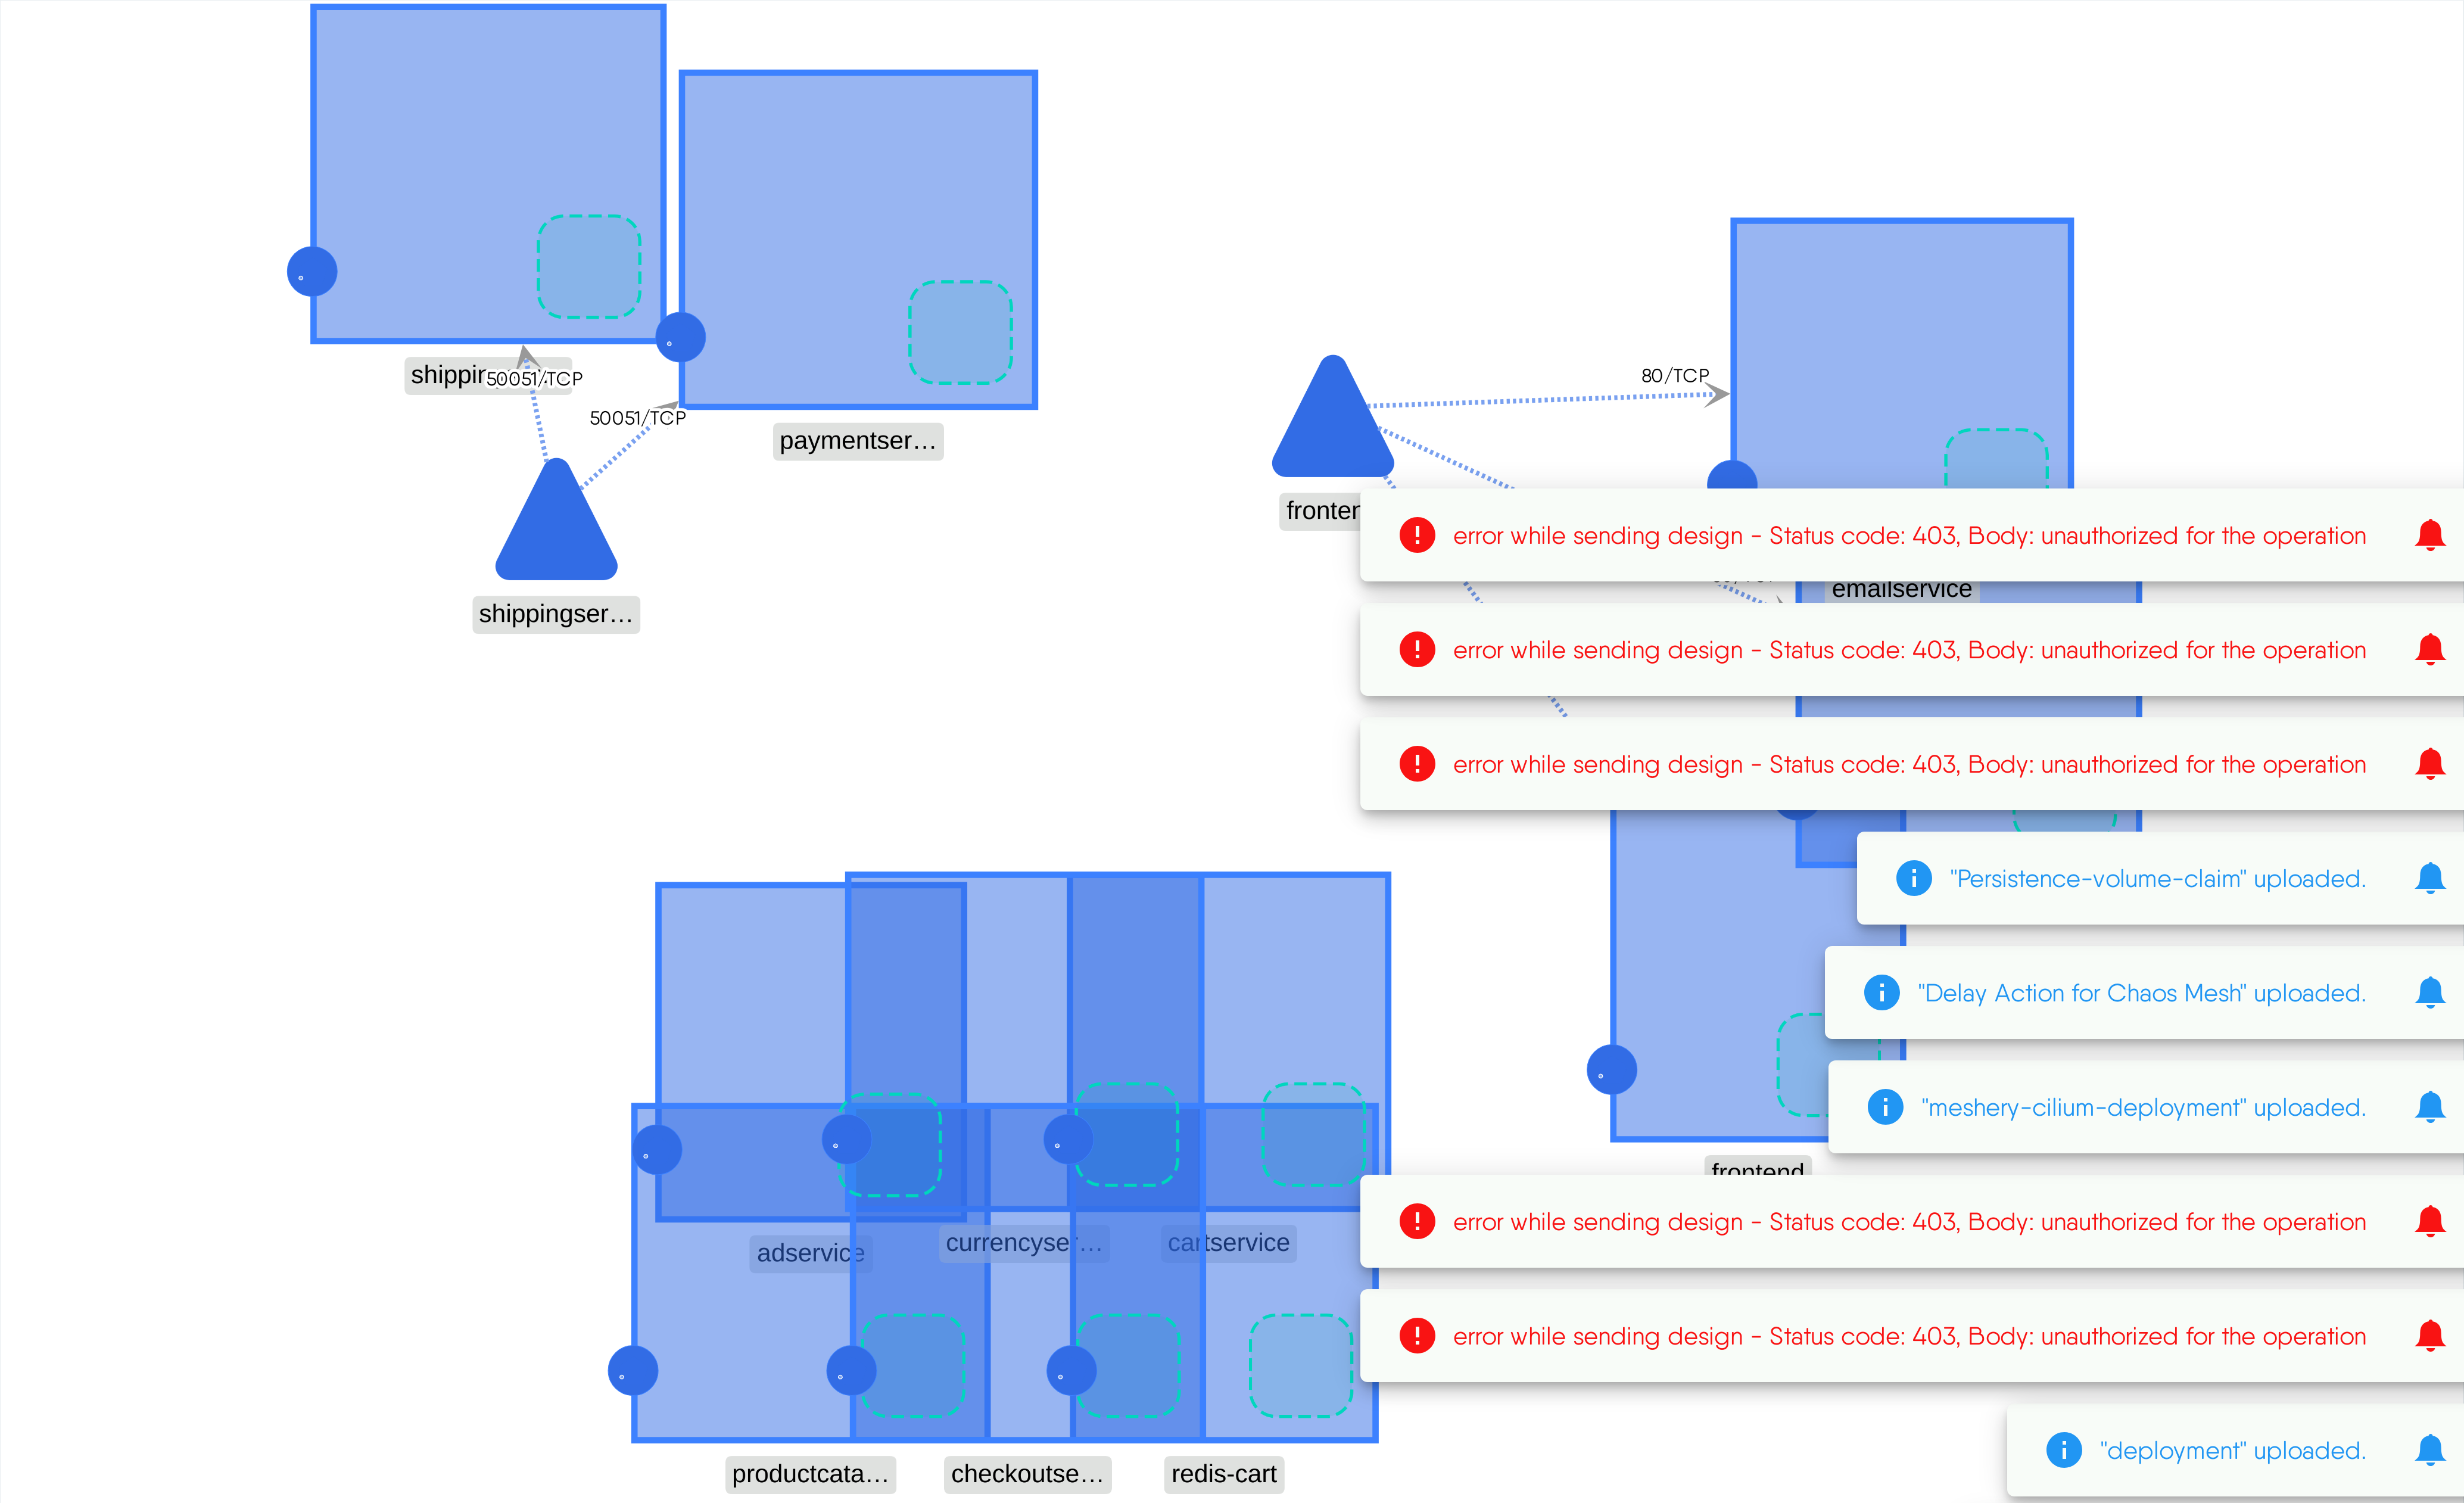 shippin
50051/TCP
50051/TCP
paymentser…
shippingser…
80/TCP
error while sending design - Status code: 403, Body: unauthorized for the operation
emailservice
error while sending design - Status code: 403, Body: unauthorized for the operation
error while sending design - Status code: 403, Body: unauthorized for the operation
"Persistence-volume-claim" uploaded.
"Delay Action for Chaos Mesh" uploaded.
"meshery-cilium-deployment" uploaded.
frontend
error while sending design - Status code: 403, Body: unauthorized for the operation
adservice
currencyser…
cartservice
error while sending design - Status code: 403, Body: unauthorized for the operation
"deployment" uploaded.
productcata…
checkoutse…
redis-cart